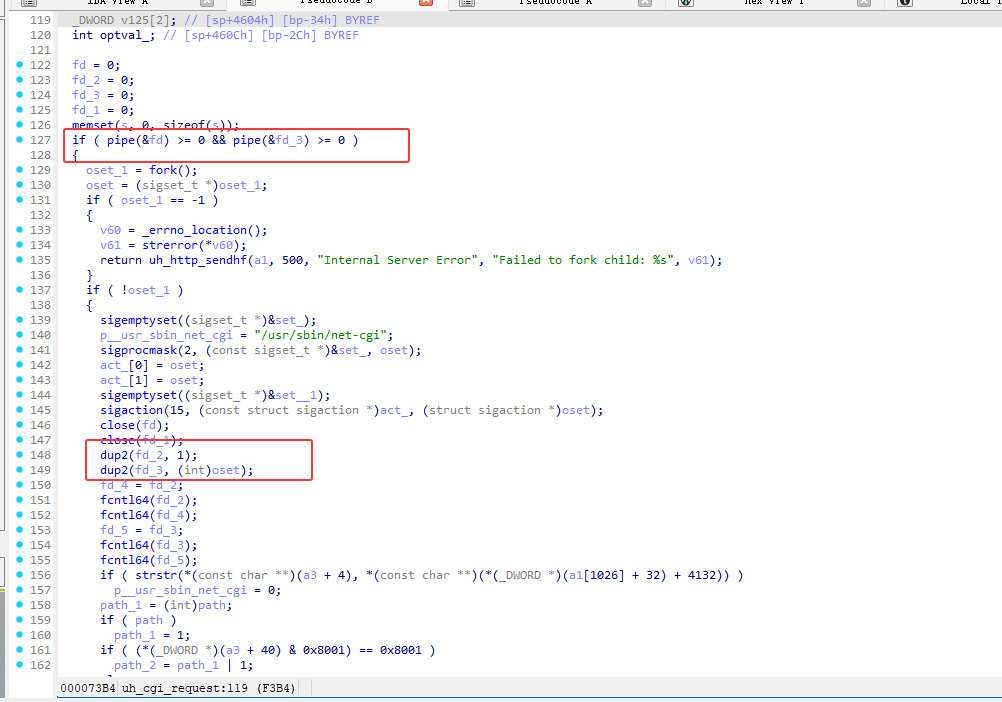 IDA View A
Pseudocode B
Pseudocode A
Hex View 1
119 _DWORD v125[2]; // [sp+4604h] [bp-34h] BYREF
120 int optval_; // [sp+460Ch] [bp-2Ch] BYREF
121
122 fd = 0;
123 fd_2 = 0;
124 fd_3 = 0;
125 fd_1 = 0;
126 memset(s, 0, sizeof(s));
127 if ( pipe(&fd) >= 0 && pipe(&fd_3) >= 0 )
128 {
129 oset_1 = fork();
130 oset = (sigset_t *)oset_1;
131 if ( oset_1 == -1 )
132 {
133 v60 = _errno_location();
134 v61 = strerror(*v60);
135 return uh_http_sendhf(a1, 500, "Internal Server Error", "Failed to fork child: %s", v61);
136 }
137 if ( !oset_1 )
138 {
139 sigemptyset((sigset_t *)&set_);
140 p__usr_sbin_net_cgi = "/usr/sbin/net-cgi";
141 sigprocmask(2, (const sigset_t *)&set_, oset);
142 act_[0] = oset;
143 act_[1] = oset;
144 sigemptyset((sigset_t *)&set__1);
145 sigaction(15, (const struct sigaction *)act_, (struct sigaction *)oset);
146 close(fd);
147 close(fd_1);
148 dup2(fd_2, 1);
149 dup2(fd_3, (int)oset);
150 fd_4 = fd_2;
151 fcntl64(fd_2);
152 fcntl64(fd_4);
153 fd_5 = fd_3;
154 fcntl64(fd_3);
155 fcntl64(fd_5);
156 if ( strstr(*(const char **)(a3 + 4), *(const char **)(*(_DWORD *)(a1[1026] + 32) + 4132)) )
157 p__usr_sbin_net_cgi = 0;
158 path_1 = (int)path;
159 if ( path )
160 path_1 = 1;
161 if ( (*(_DWORD *)(a3 + 40) & 0x8001) == 0x8001 )
162 path_2 = path_1 | 1;
000073B4 uh_cgi_request:119 (F3B4)